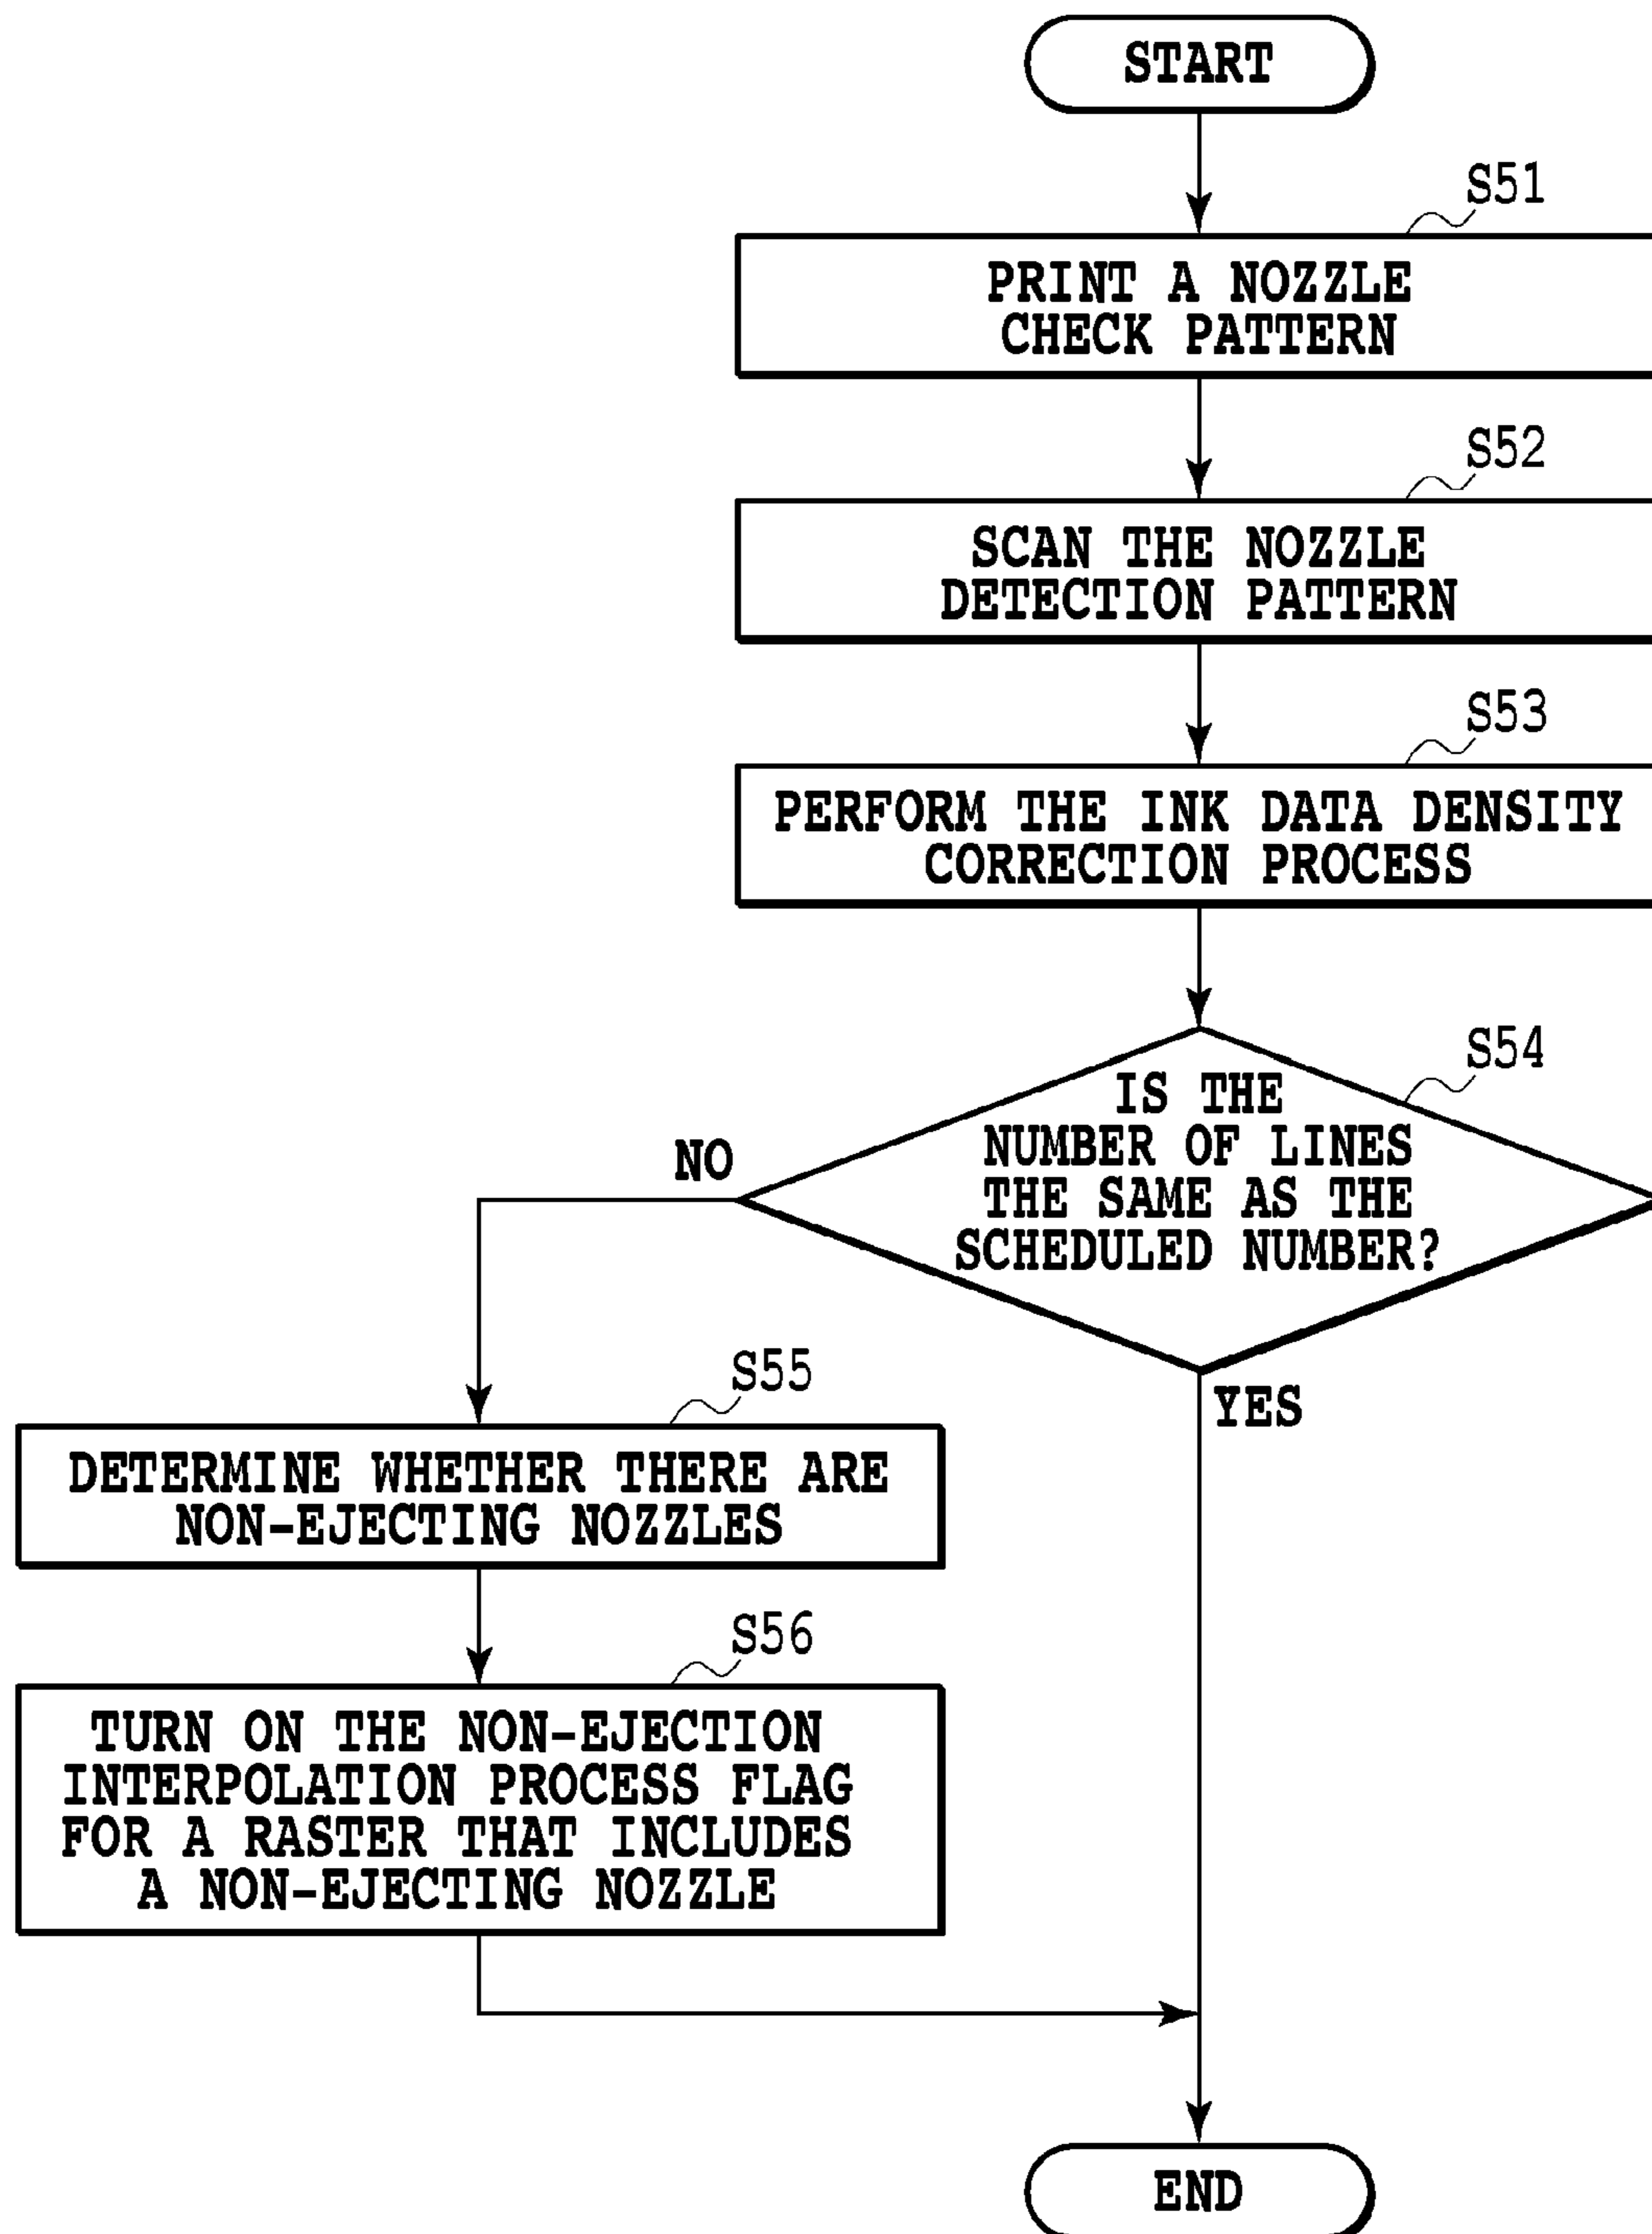 START
S51
PRINT A NOZZLE
CHECK PATTERN
S52
SCAN THE NOZZLE
DETECTION PATTERN
S53
PERFORM THE INK DATA DENSITY
CORRECTION PROCESS
S54
IS THE
NUMBER OF LINES
THE SAME AS THE
SCHEDULED NUMBER?
NO
YES
S55
DETERMINE WHETHER THERE ARE
NON-EJECTING NOZZLES
S56
TURN ON THE NON-EJECTION
INTERPOLATION PROCESS FLAG
FOR A RASTER THAT INCLUDES
A NON-EJECTING NOZZLE
END